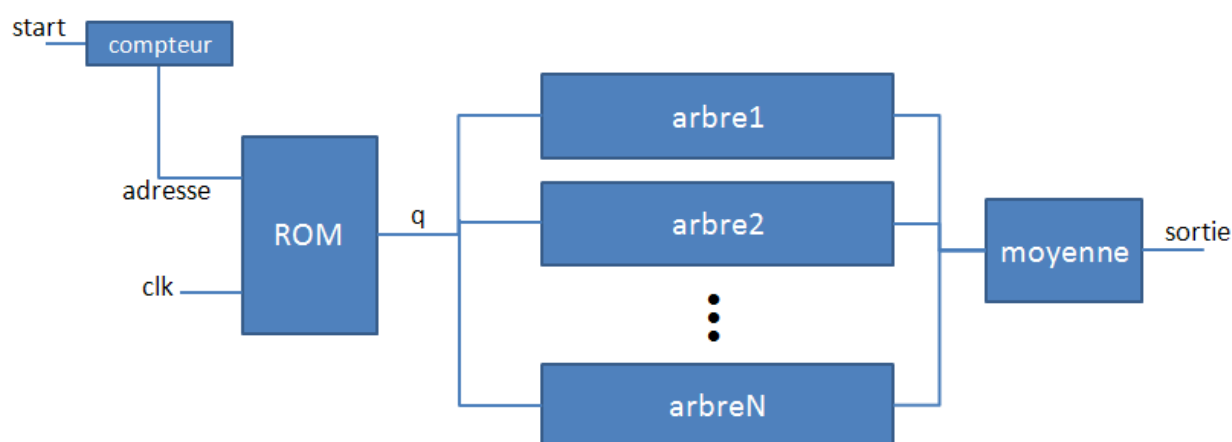 start
compteur
adresse
clk
ROM
q
arbre1
arbre2
arbreN
moyenne
sortie